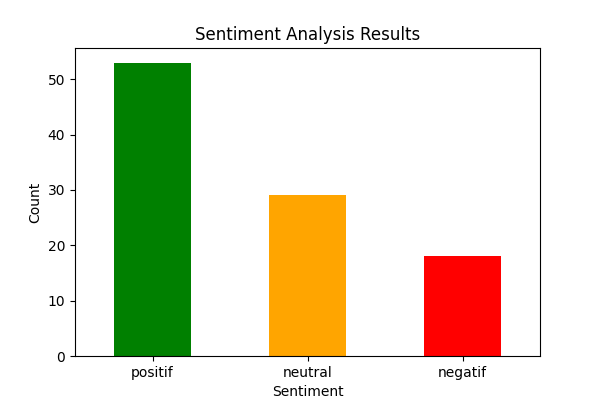 Sentiment Analysis Results
Count
50
40
30
20
10
0
positif neutral negatif
Sentiment